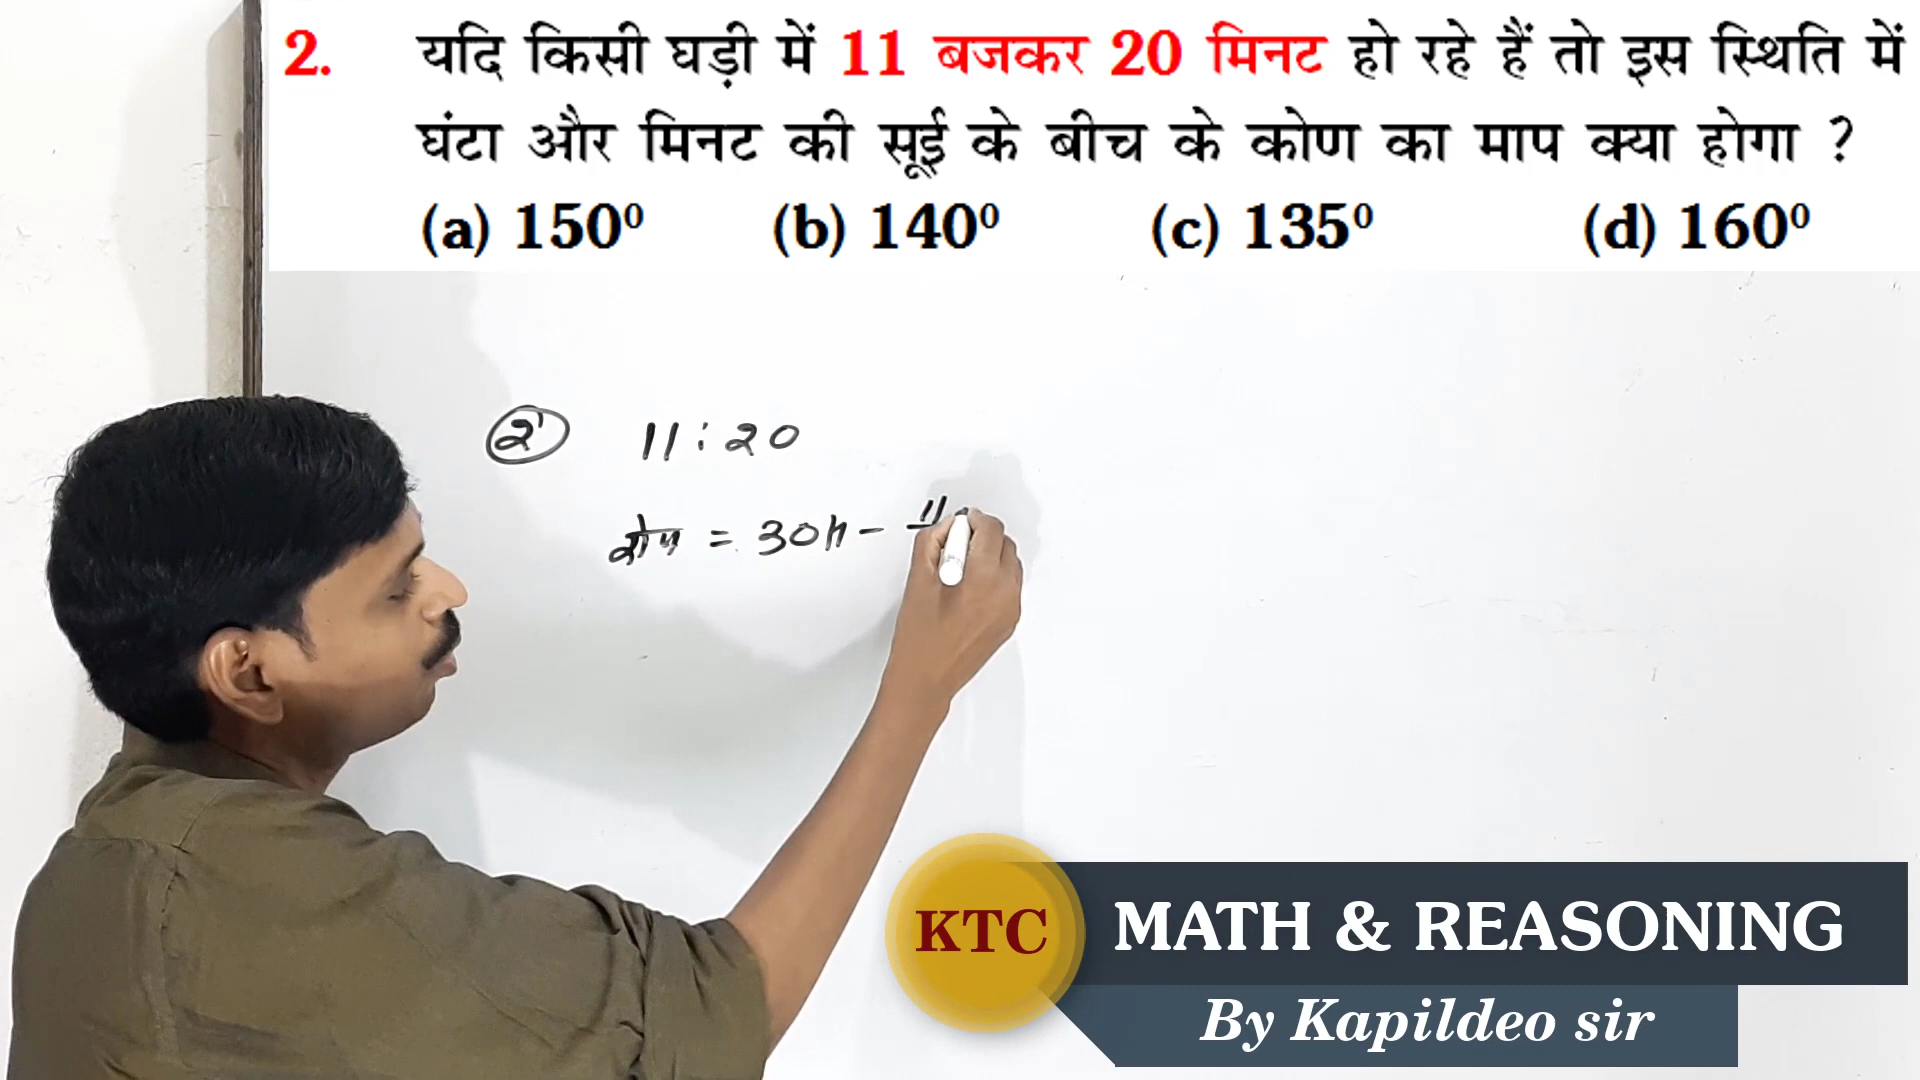 2. यदि किसी घड़ी में 11 बजकर 20 मिनट हो रहे हैं तो इस स्थिति में
घंटा और मिनट की सूई के बीच के कोण का माप क्या होगा ?
(a) 150⁰ (b) 140⁰ (c) 135⁰ (d) 160⁰
2 11:20
= 30h - 11
KTC MATH & REASONING
By Kapildeo sir